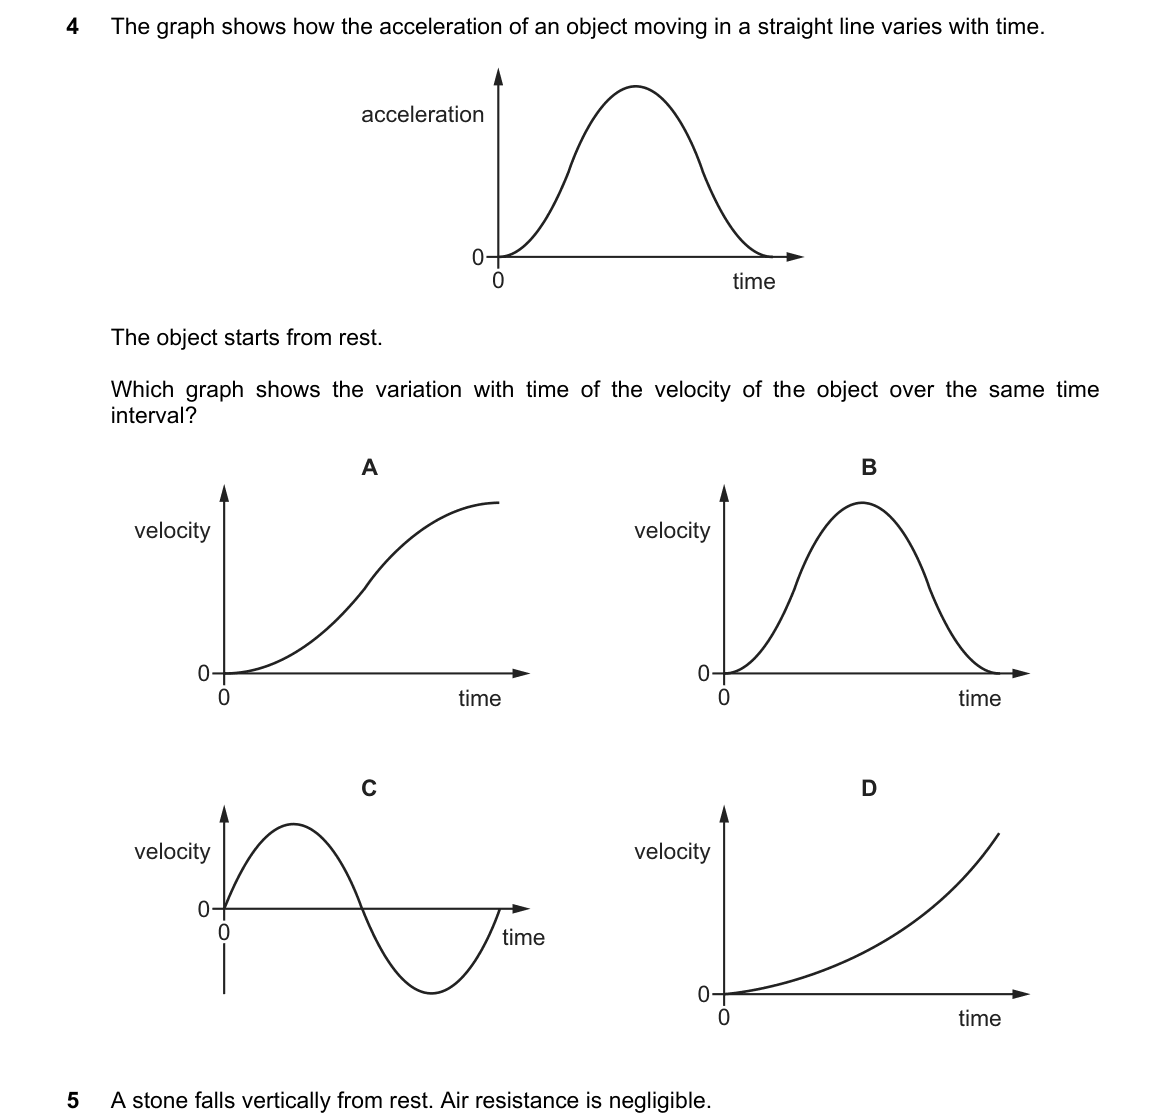 4 The graph shows how the acceleration of an object moving in a straight line varies with time.
acceleration
0
0
time
The object starts from rest.
Which graph shows the variation with time of the velocity of the object over the same time
interval?
A
velocity
0
0
time
B
velocity
0
0
time
C
velocity
0
0
time
D
velocity
0
0
time
5 A stone falls vertically from rest. Air resistance is negligible.